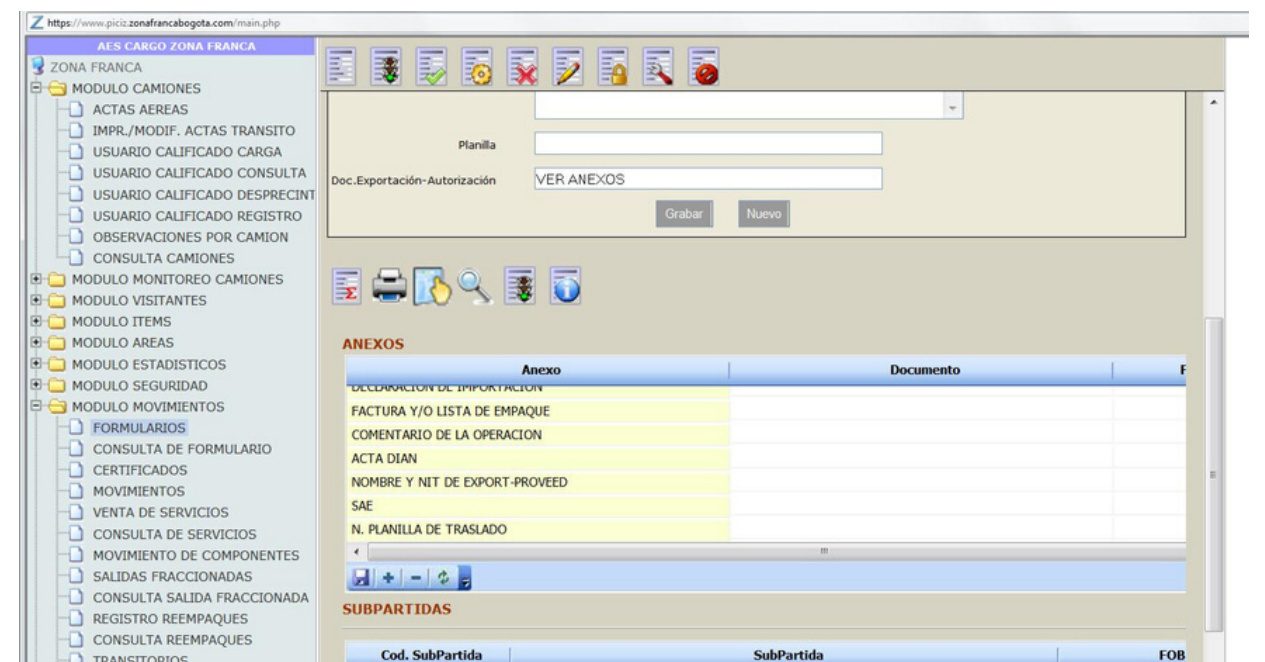 https://www.piciz.zonafrancabogota.com/main.php
AES CARGO ZONA FRANCA
ZONA FRANCA
MODULO CAMIONES
ACTAS AEREAS
IMPR./MODIF. ACTAS TRANSITO
USUARIO CALIFICADO CARGA
USUARIO CALIFICADO CONSULTA
USUARIO CALIFICADO DESPRECINT
USUARIO CALIFICADO REGISTRO
OBSERVACIONES POR CAMION
CONSULTA CAMIONES
MODULO MONITOREO CAMIONES
MODULO VISITANTES
MODULO ITEMS
MODULO AREAS
MODULO ESTADISTICOS
MODULO SEGURIDAD
MODULO MOVIMIENTOS
FORMULARIOS
CONSULTA DE FORMULARIO
CERTIFICADOS
MOVIMIENTOS
VENTA DE SERVICIOS
CONSULTA DE SERVICIOS
MOVIMIENTO DE COMPONENTES
SALIDAS FRACCIONADAS
CONSULTA SALIDA FRACCIONADA
REGISTRO REEMPAQUES
CONSULTA REEMPAQUES
TRANSITORIOS
Planilla
Doc.Exportación-Autorización VER ANEXOS
Grabar Nuevo
ANEXOS
Anexo Documento F
DECLARACION DE IMPORTACION
FACTURA Y/O LISTA DE EMPAQUE
COMENTARIO DE LA OPERACION
ACTA DIAN
NOMBRE Y NIT DE EXPORT-PROVEED
SAE
N. PLANILLA DE TRASLADO
SUBPARTIDAS
Cod. SubPartida SubPartida FOB